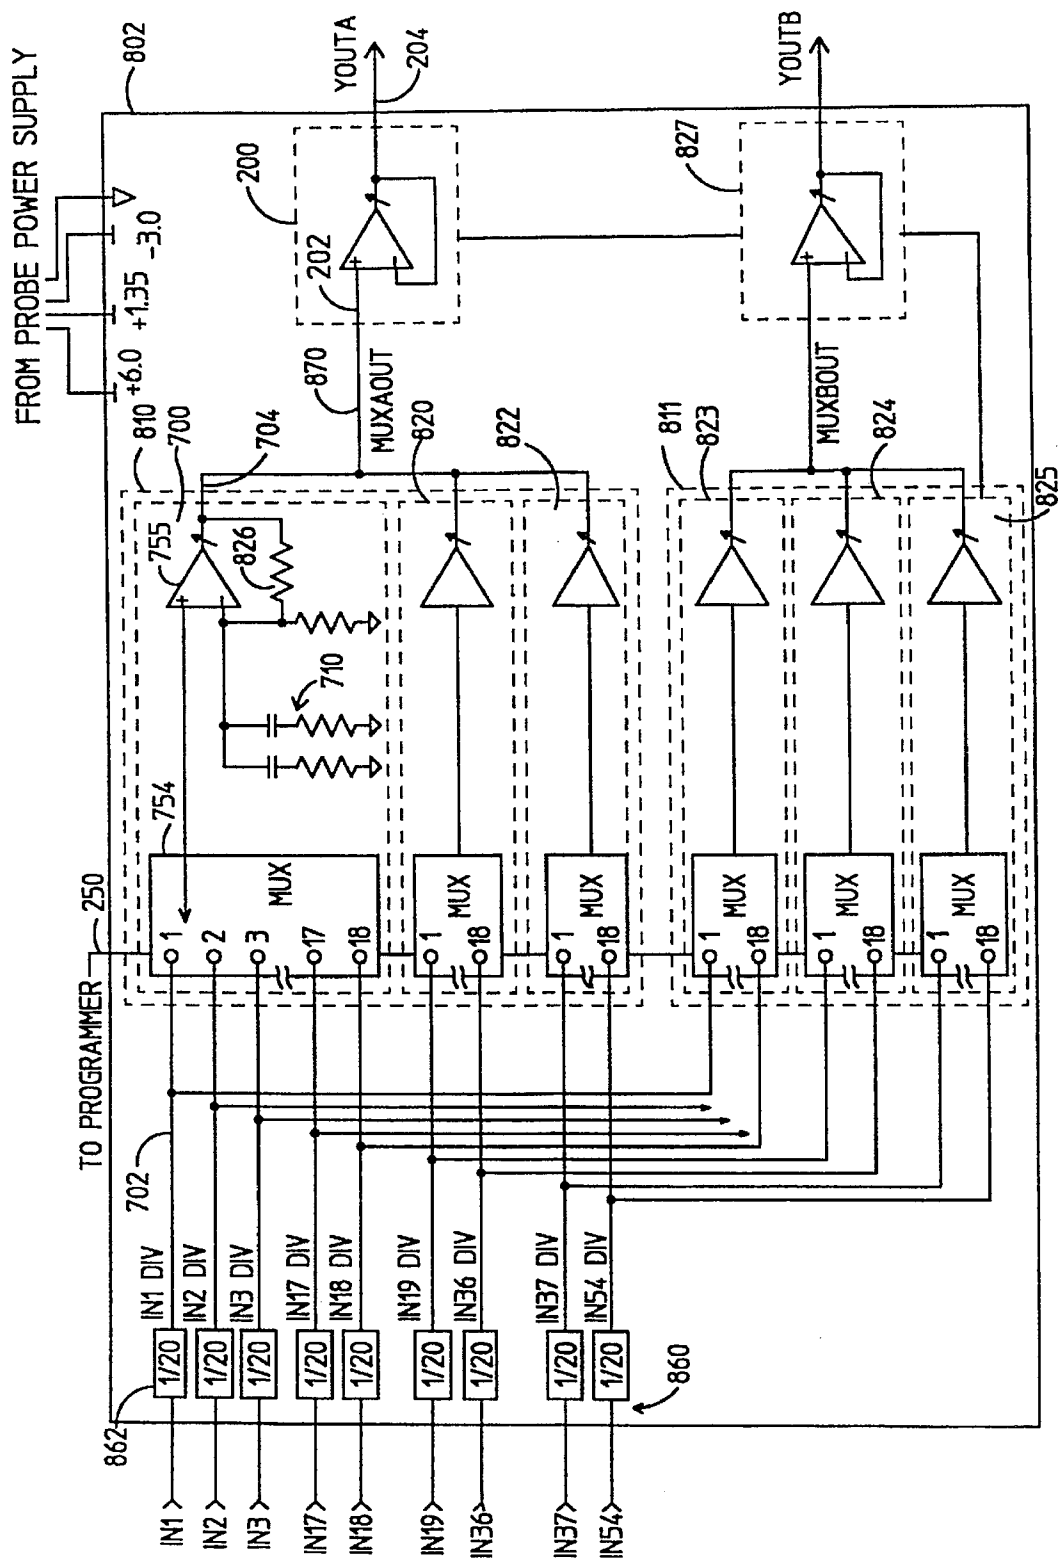 FROM PROBE POWER SUPPLY
+6.0
+1.35
-3.0
802
TO PROGRAMMER
250
810
700
704
755
+
826
710
754
1
2
3
17
18
MUX
820
1
18
MUX
822
1
18
MUX
811
823
1
18
MUX
824
1
18
MUX
825
1
18
MUX
870
MUXAOUT
202
200
+
YOUTA
204
MUXBOUT
827
+
YOUTB
702
862
860
IN1
1/20
IN1 DIV
IN2
1/20
IN2 DIV
IN3
1/20
IN3 DIV
IN17
1/20
IN17 DIV
IN18
1/20
IN18 DIV
IN19
1/20
IN19 DIV
IN36
1/20
IN36 DIV
IN37
1/20
IN37 DIV
IN54
1/20
IN54 DIV